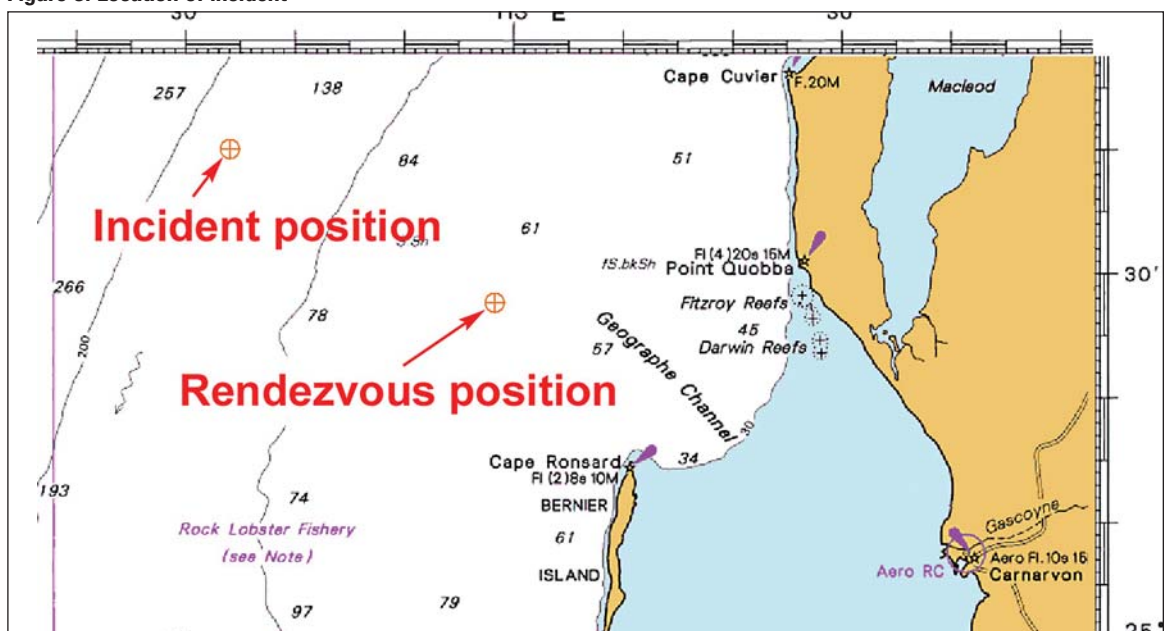 Cape Cuvier
F.20M
Macleod
257
138
84
51
Incident position
61
Fl(4)20s 15M
fS.bkSh Point Quobba
30'
266
Fitzroy Reefs
78
45
57
Darwin Reefs
Geographe Channel
200
Rendezvous position
30
34
Cape Ronsard
Fl(2)8s 10M
193
74
BERNIER
Rock Lobster Fishery
(see Note)
61
Gascoyne
ISLAND
Aero RC
Aero Fl.10s 15
Carnarvon
97
79